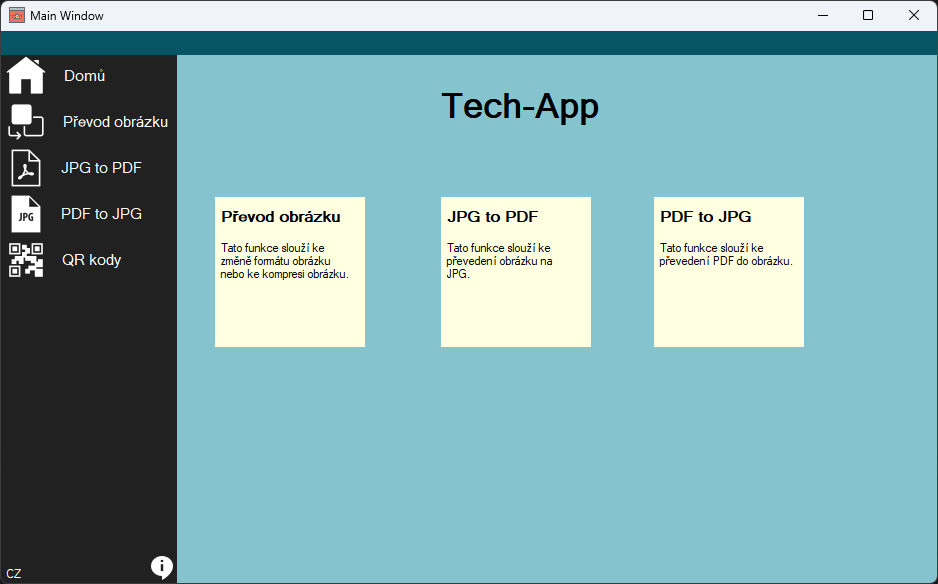 Main Window
Domů
Převod obrázku
JPG to PDF
JPG
PDF to JPG
QR kody
CZ
Tech-App
Převod obrázku
Tato funkce slouží ke
změně formátu obrázku
nebo ke kompresi obrázku.
JPG to PDF
Tato funkce slouží ke
převedení obrázku na
JPG.
PDF to JPG
Tato funkce slouží ke
převedení PDF do obrázku.